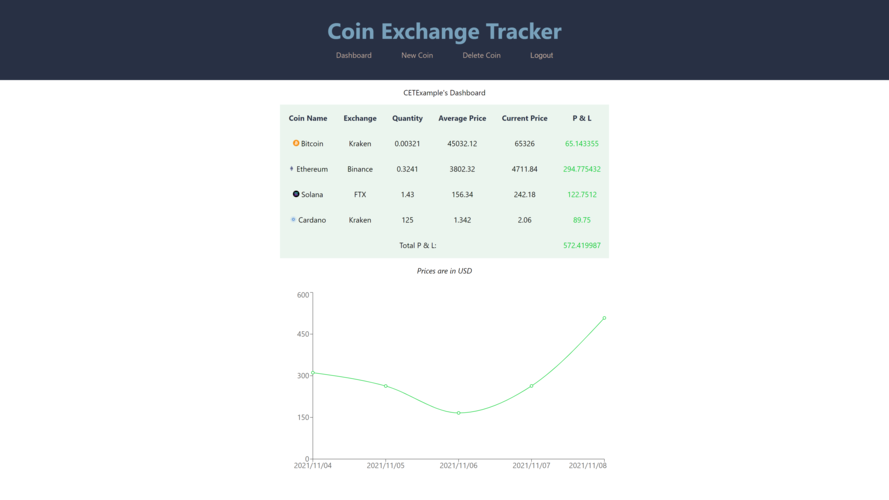 Coin Exchange Tracker
Dashboard New Coin Delete Coin Logout
CETExample's Dashboard
Coin Name Exchange Quantity Average Price Current Price P & L
Bitcoin Kraken 0.00321 45032.12 65326 65.143355
Ethereum Binance 0.3241 3802.32 4711.84 294.775432
Solana FTX 1.43 156.34 242.18 122.7512
Cardano Kraken 125 1.342 2.06 89.75
Total P & L: 572.419987
Prices are in USD
600
450
300
150
0
2021/11/04 2021/11/05 2021/11/06 2021/11/07 2021/11/08